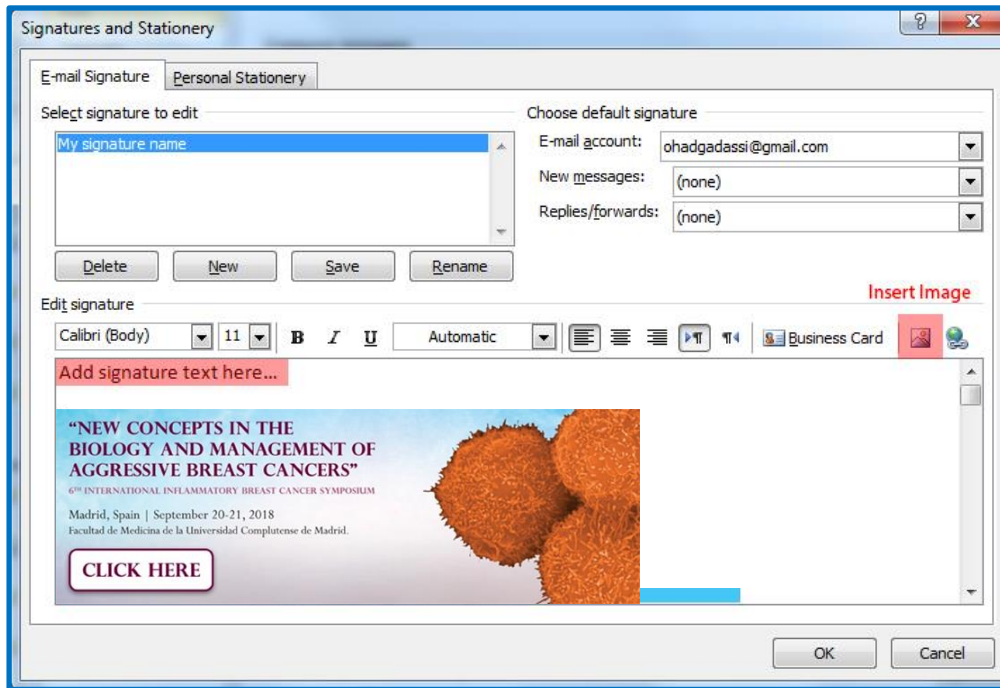 Signatures and Stationery
E-mail Signature
Personal Stationery
Select signature to edit
My signature name
Choose default signature
E-mail account:
ohadgadassi@gmail.com
New messages:
(none)
Replies/forwards:
(none)
Delete
New
Save
Rename
Insert Image
Edit signature
Calibri (Body)
11
B
I
U
Automatic
Business Card
Add signature text here...
“NEW CONCEPTS IN THE
BIOLOGY AND MANAGEMENT OF
AGGRESSIVE BREAST CANCERS”
6TH INTERNATIONAL INFLAMMATORY BREAST CANCER SYMPOSIUM
Madrid, Spain | September 20-21, 2018
Facultad de Medicina de la Universidad Complutense de Madrid.
CLICK HERE
OK
Cancel